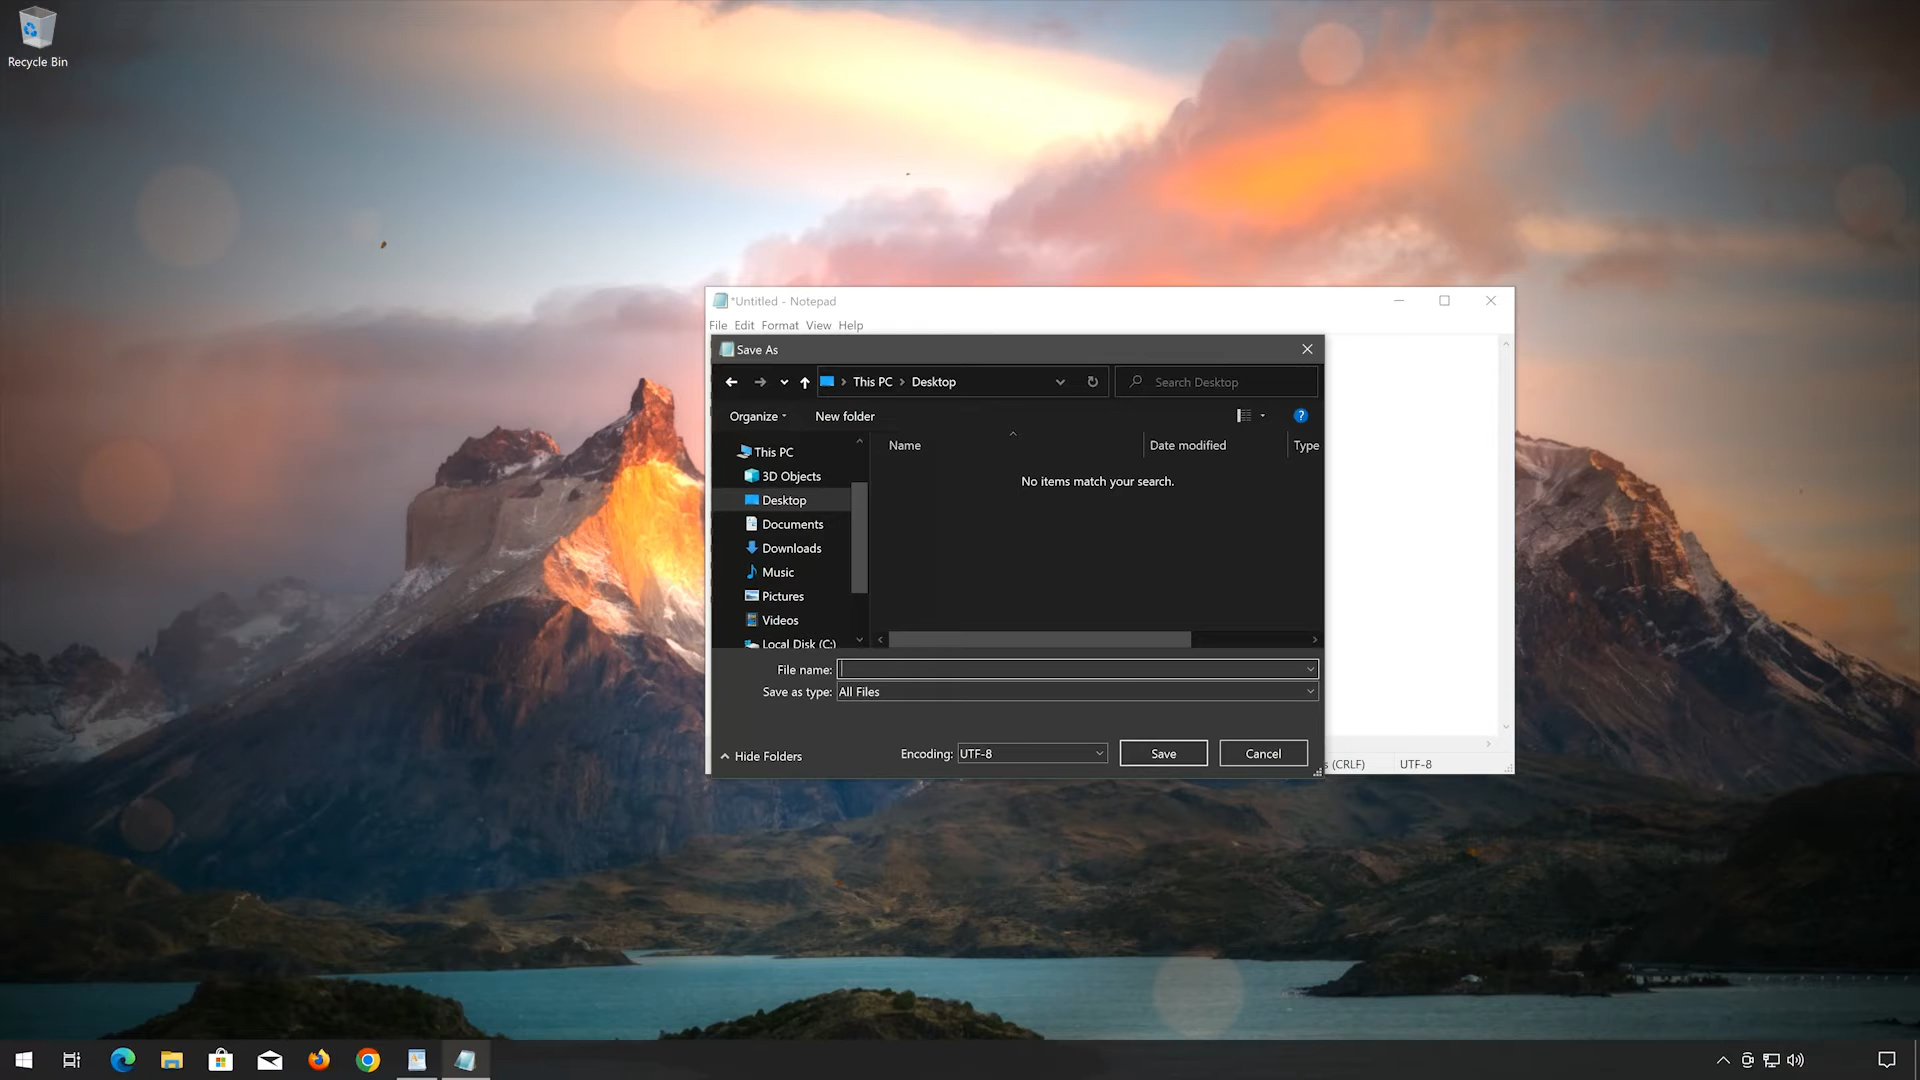 Recycle Bin
*Untitled - Notepad
File Edit Format View Help
Save As
This PC Desktop
Search Desktop
Organize New folder
Name Date modified Type
No items match your search.
This PC
3D Objects
Desktop
Documents
Downloads
Music
Pictures
Videos
Local Disk (C:)
File name:
Save as type: All Files
Hide Folders Encoding: UTF-8 Save Cancel
(CRLF) UTF-8